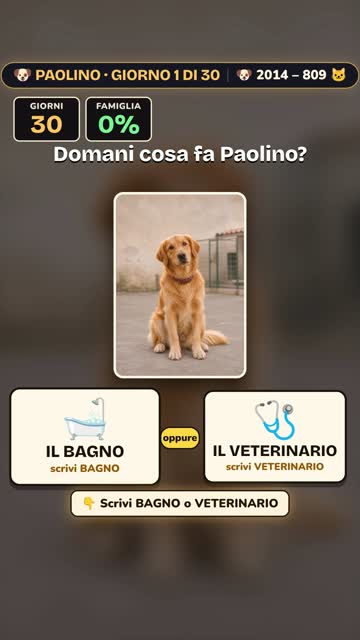 🐶 PAOLINO · GIORNO 1 DI 30 | 🐶 2014 – 809 🐱
GIORNI
30
FAMIGLIA
0%
Domani cosa fa Paolino?
IL BAGNO
scrivi BAGNO
oppure
IL VETERINARIO
scrivi VETERINARIO
👇 Scrivi BAGNO o VETERINARIO